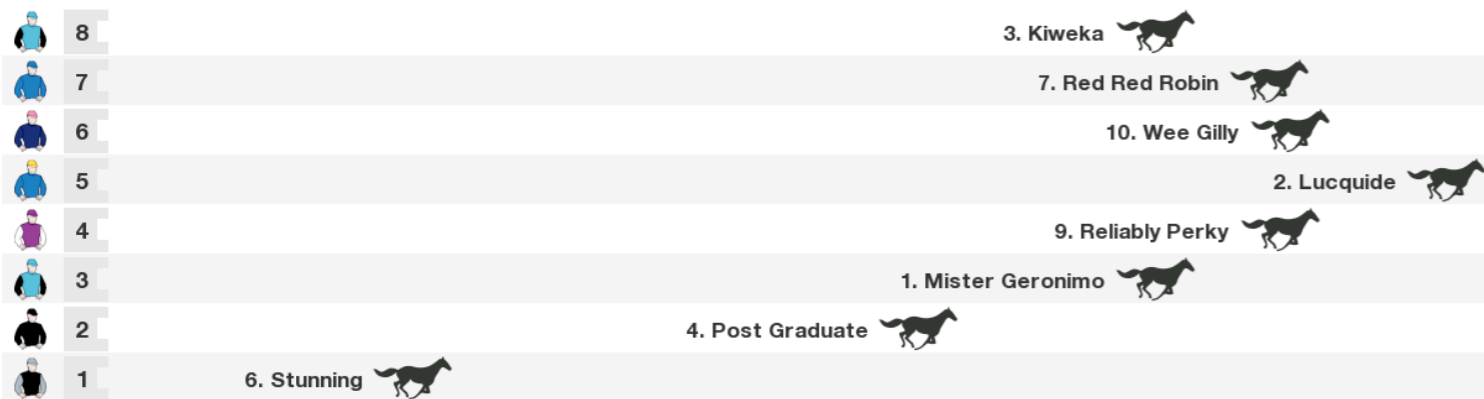 8 3. Kiweka
7 7. Red Red Robin
6 10. Wee Gilly
5 2. Lucquide
4 9. Reliably Perky
3 1. Mister Geronimo
2 4. Post Graduate
1 6. Stunning